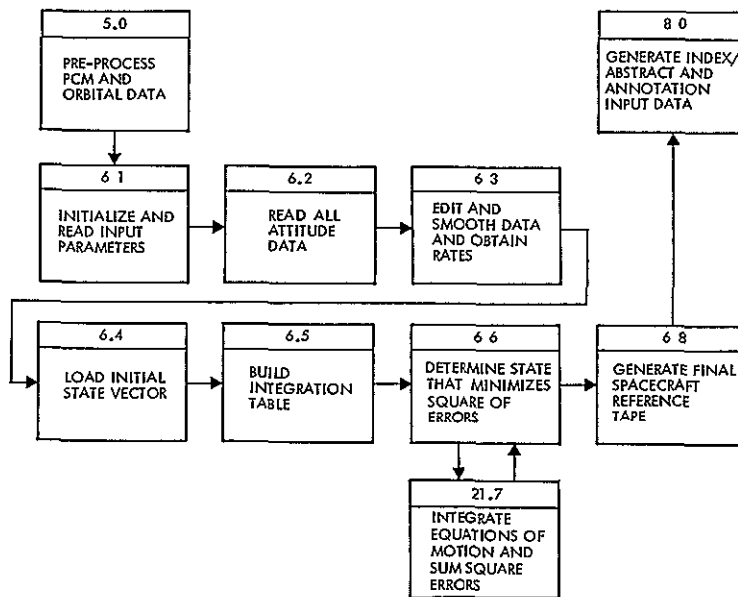 5.0
PRE-PROCESS
PCM AND
ORBITAL DATA
8 0
GENERATE INDEX/
ABSTRACT AND
ANNOTATION
INPUT DATA
6 1
INITIALIZE AND
READ INPUT
PARAMETERS
6.2
READ ALL
ATTITUDE
DATA
6 3
EDIT AND
SMOOTH DATA
AND OBTAIN
RATES
6.4
LOAD INITIAL
STATE VECTOR
6.5
BUILD
INTEGRATION
TABLE
6 6
DETERMINE STATE
THAT MINIMIZES
SQUARE OF
ERRORS
6 8
GENERATE FINAL
SPACECRAFT
REFERENCE
TAPE
21.7
INTEGRATE
EQUATIONS OF
MOTION AND
SUM SQUARE
ERRORS